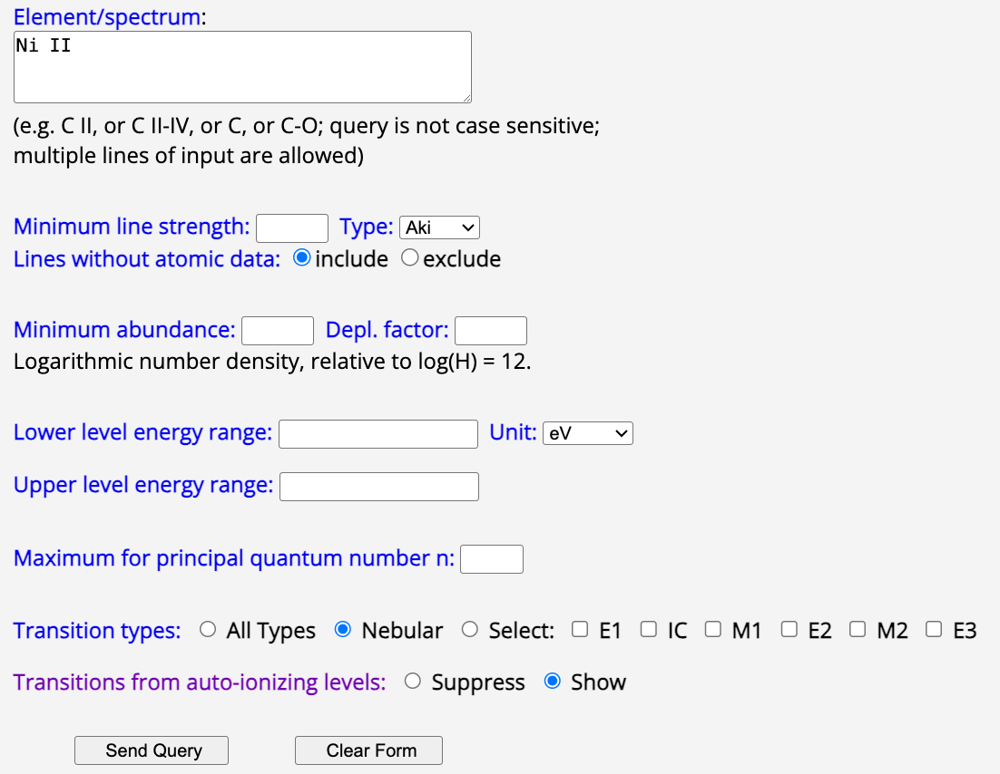 Element/spectrum:
Ni II
(e.g. C II, or C II-IV, or C, or C-O; query is not case sensitive;
multiple lines of input are allowed)
Minimum line strength: Type: Aki
Lines without atomic data: include exclude
Minimum abundance: Depl. factor:
Logarithmic number density, relative to log(H) = 12.
Lower level energy range: Unit: eV
Upper level energy range:
Maximum for principal quantum number n:
Transition types: All Types Nebular Select: E1 IC M1 E2 M2 E3
Transitions from auto-ionizing levels: Suppress Show
Send Query Clear Form